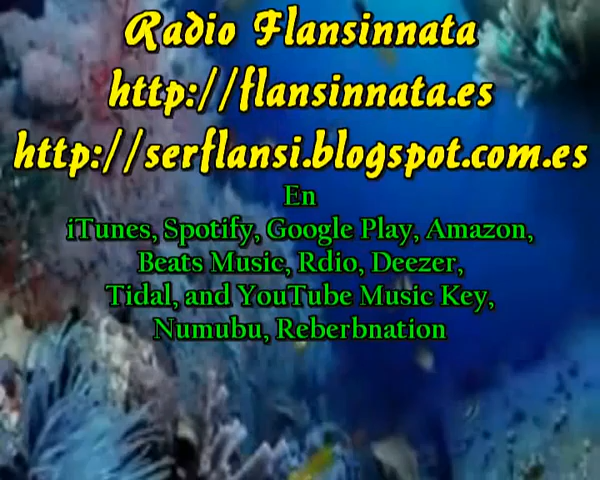 Radio Flansinnata
http://flansinnata.es
http://serflansi.blogspot.com.es
En
iTunes, Spotify, Google Play, Amazon,
Beats Music, Rdio, Deezer,
Tidal, and YouTube Music Key,
Numubu, Reberbnation